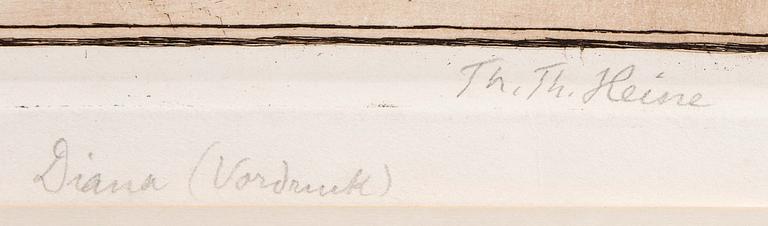 Th. Th. Heine
Diana (Vordruck)